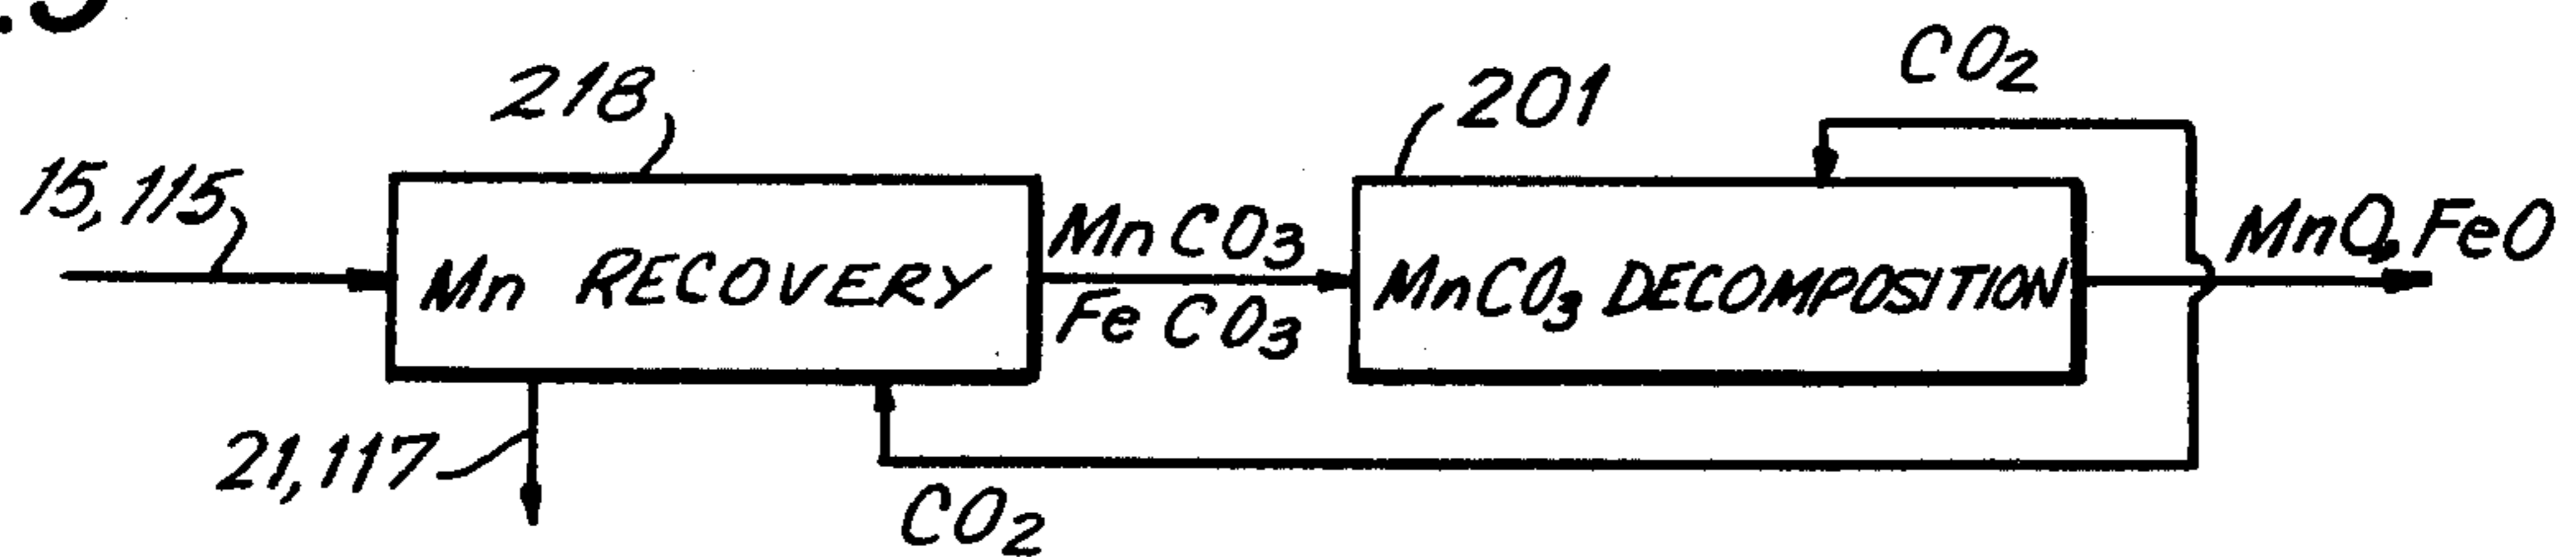 CO2
218
201
15,115
MnCO3
MnO, FeO
Mn RECOVERY
MnCO3 DECOMPOSITION
FeCO3
21,117
CO2